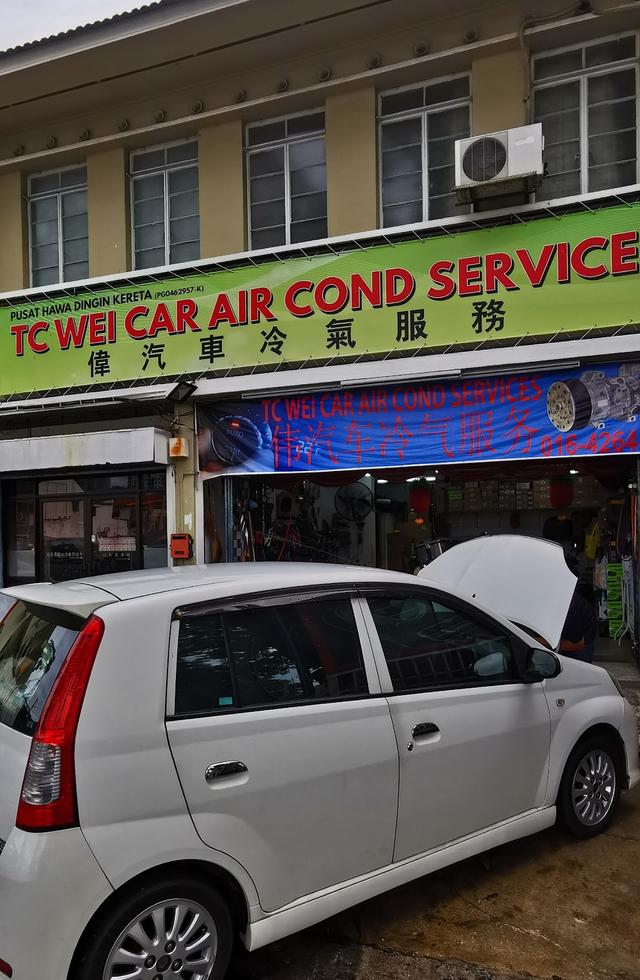 PUSAT HAWA DINGIN KERETA (PG0462957-K)
TC WEI CAR AIR COND SERVICE
偉汽車冷氣服務
TC WEI CAR AIR COND SERVICES
伟汽车冷气服务
016-4264